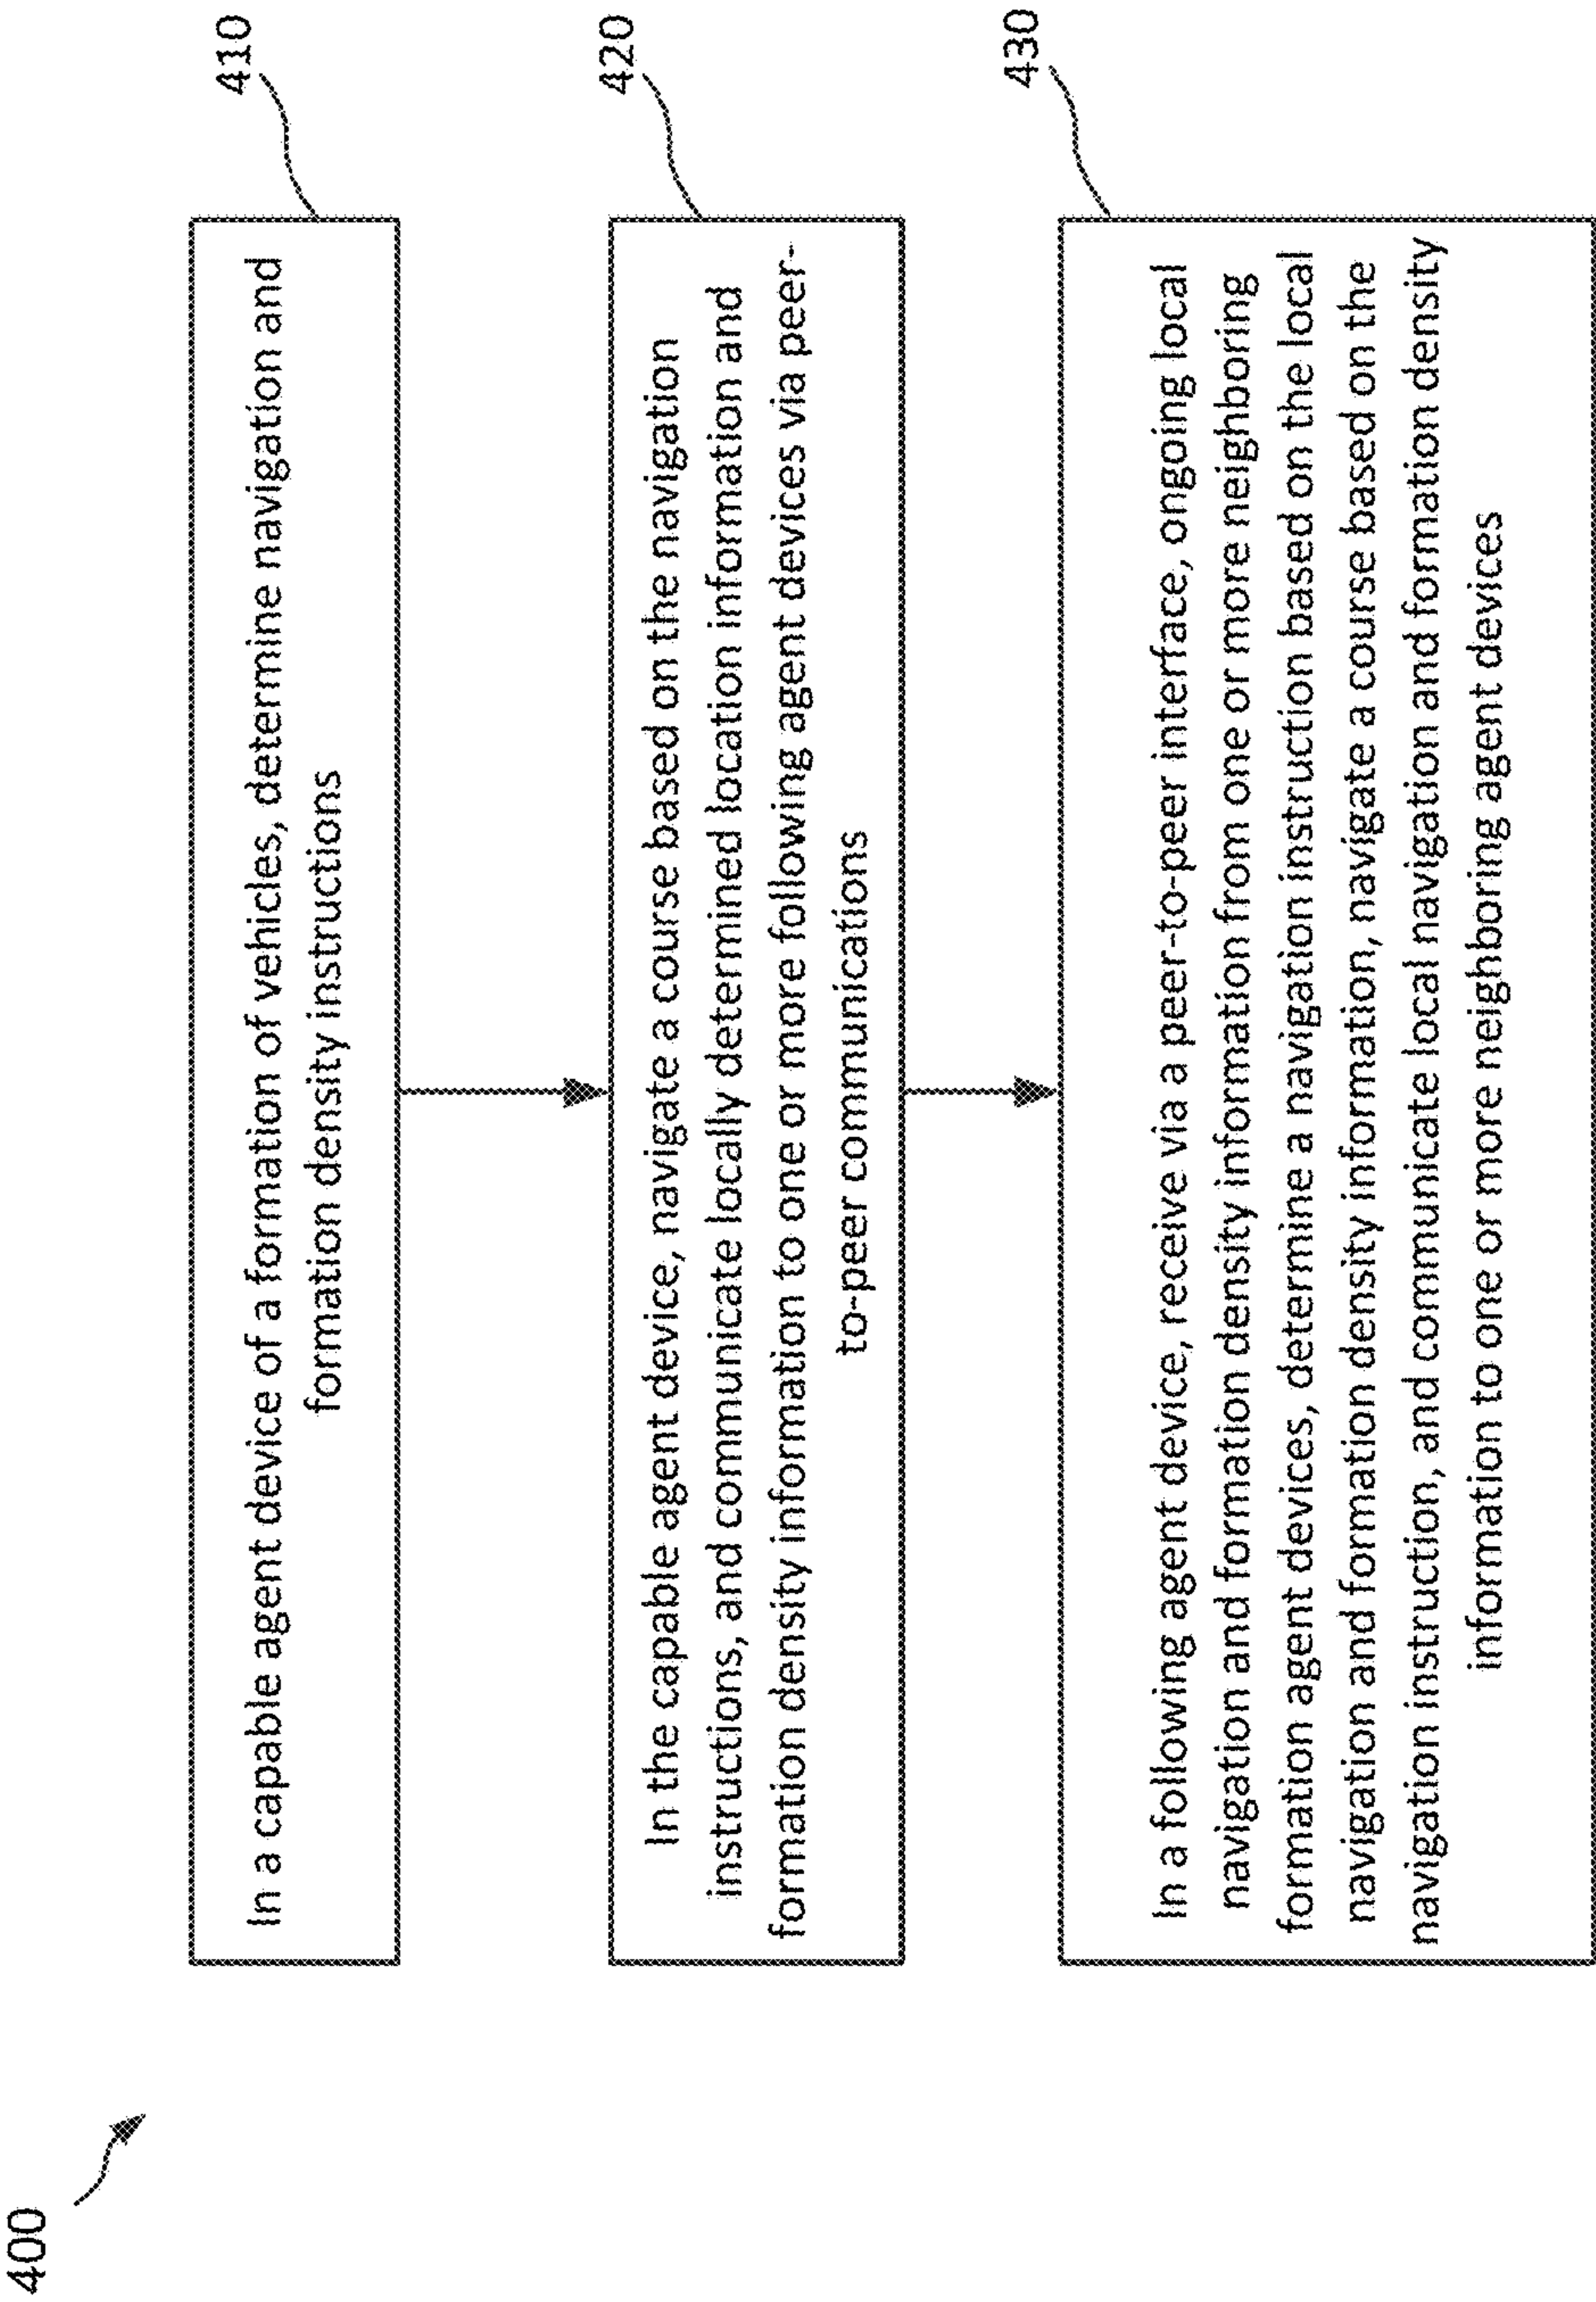 400
410
In a capable agent device of a formation of vehicles, determine navigation and
formation density instructions
420
In the capable agent device, navigate a course based on the navigation
instructions, and communicate locally determined location information and
formation density information to one or more following agent devices via peer-
to-peer communications
430
In a following agent device, receive via a peer-to-peer interface, ongoing local
navigation and formation density information from one or more neighboring
formation agent devices, determine a navigation instruction based on the local
navigation and formation density information, navigate a course based on the
navigation instruction, and communicate local navigation and formation density
information to one or more neighboring agent devices